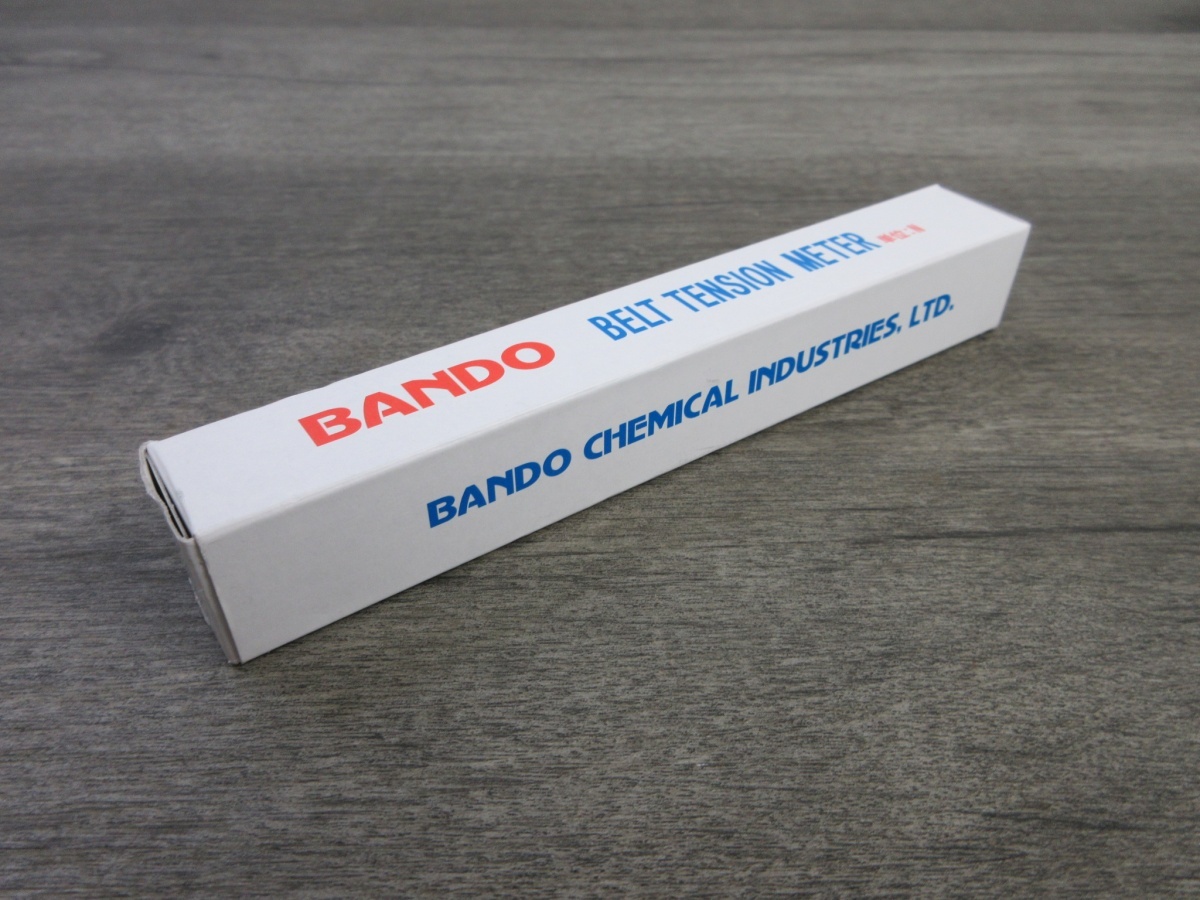 BANDO BELT TENSION METER
BANDO CHEMICAL INDUSTRIES, LTD.